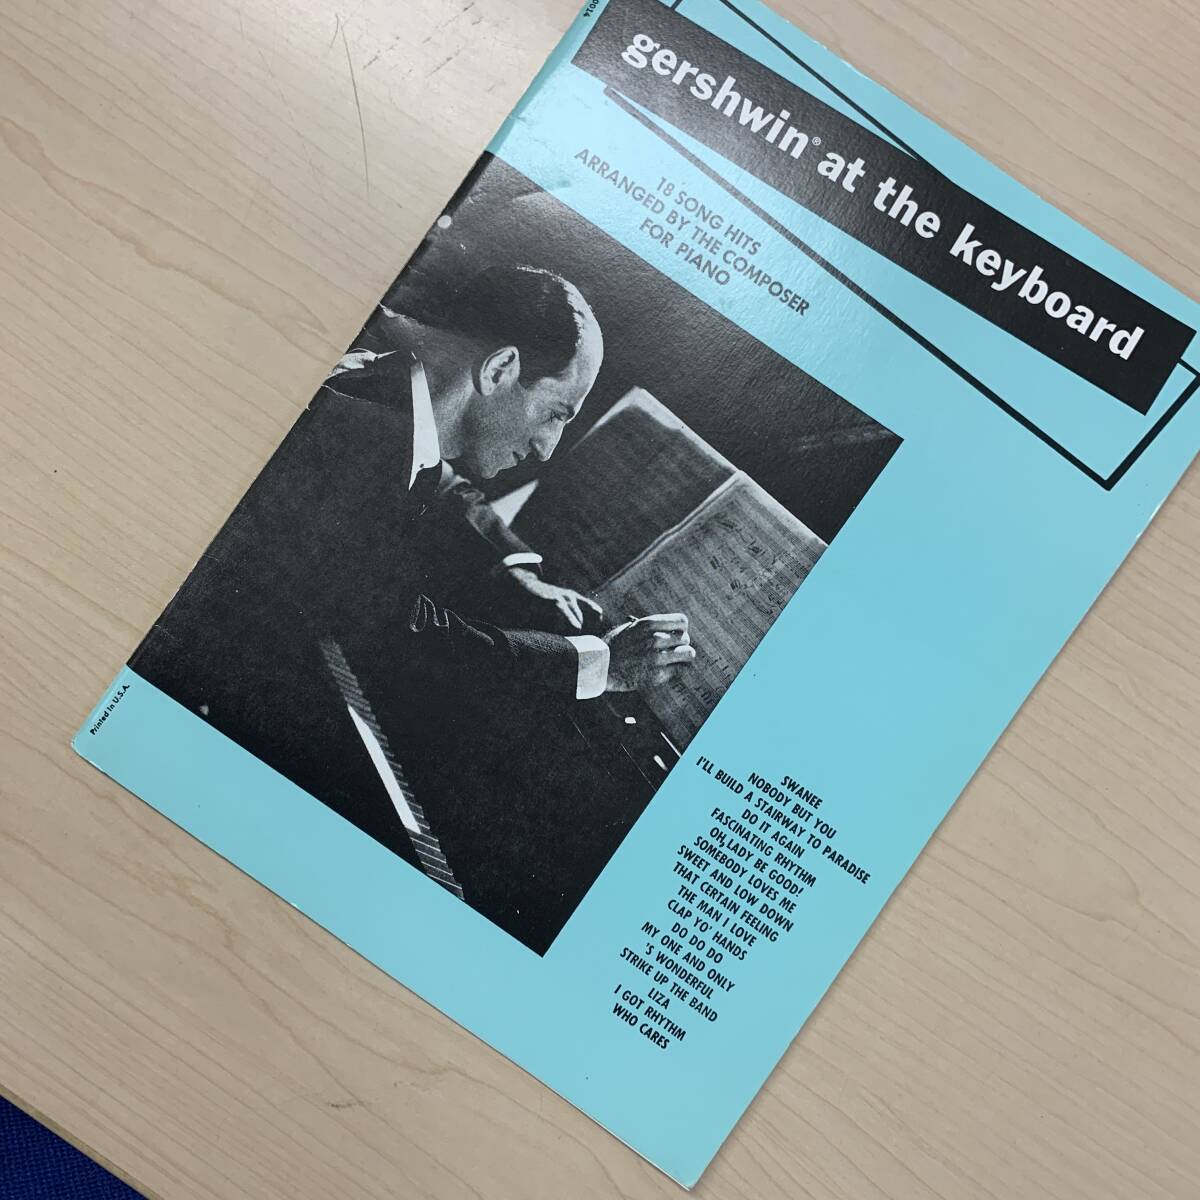 gershwin® at the keyboard
18 SONG HITS
ARRANGED BY THE COMPOSER
FOR PIANO
SWANEE
NOBODY BUT YOU
I'LL BUILD A STAIRWAY TO PARADISE
DO IT AGAIN
FASCINATING RHYTHM
OH, LADY BE GOOD!
SOMEBODY LOVES ME
SWEET AND LOW DOWN
THAT CERTAIN FEELING
THE MAN I LOVE
CLAP YO' HANDS
DO DO DO
MY ONE AND ONLY
'S WONDERFUL
STRIKE UP THE BAND
LIZA
I GOT RHYTHM
WHO CARES
Printed in U.S.A.